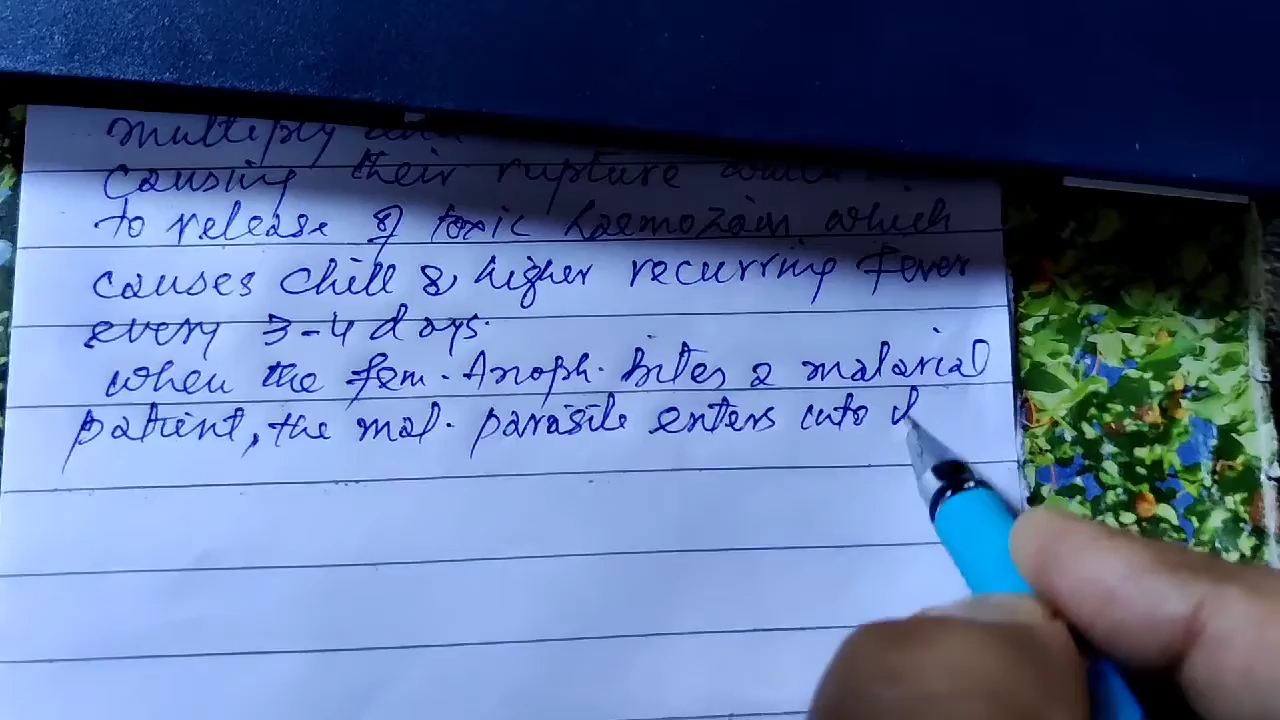 multiply
causing their rupture
to release of toxic haemozoin which
causes chill & higher recurring fever
every 3-4 days.
when the fem. Anoph. bites a malarial
patient, the mal. parasite enters into